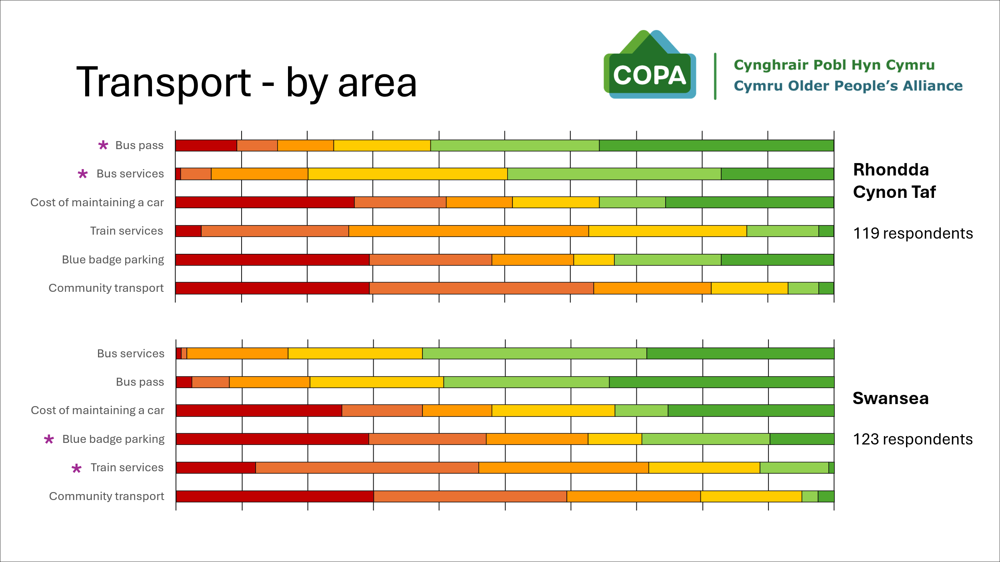 Transport - by area
COPA
Cynghrair Pobl Hyn Cymru
Cymru Older People’s Alliance
* Bus pass
* Bus services
Cost of maintaining a car
Train services
Blue badge parking
Community transport
Rhondda
Cynon Taf
119 respondents
Bus services
Bus pass
Cost of maintaining a car
* Blue badge parking
* Train services
Community transport
Swansea
123 respondents